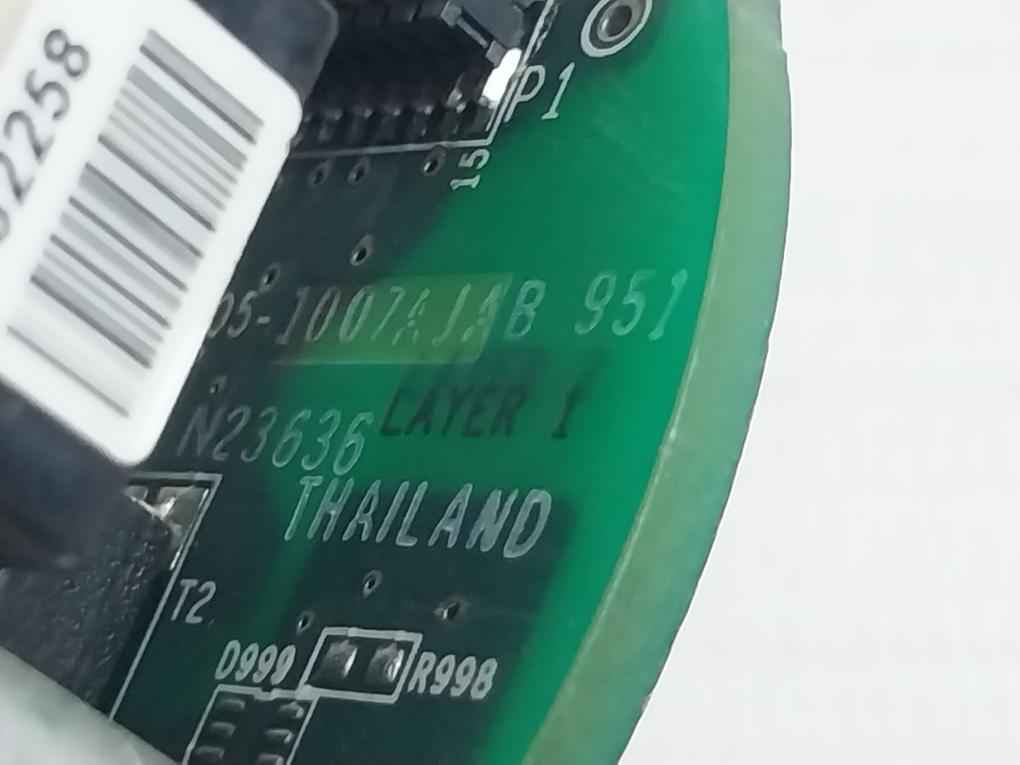 2258
P1
15
05-1007AJAB 951
LAYER 1
N23636
THAILAND
T2
D999
R998